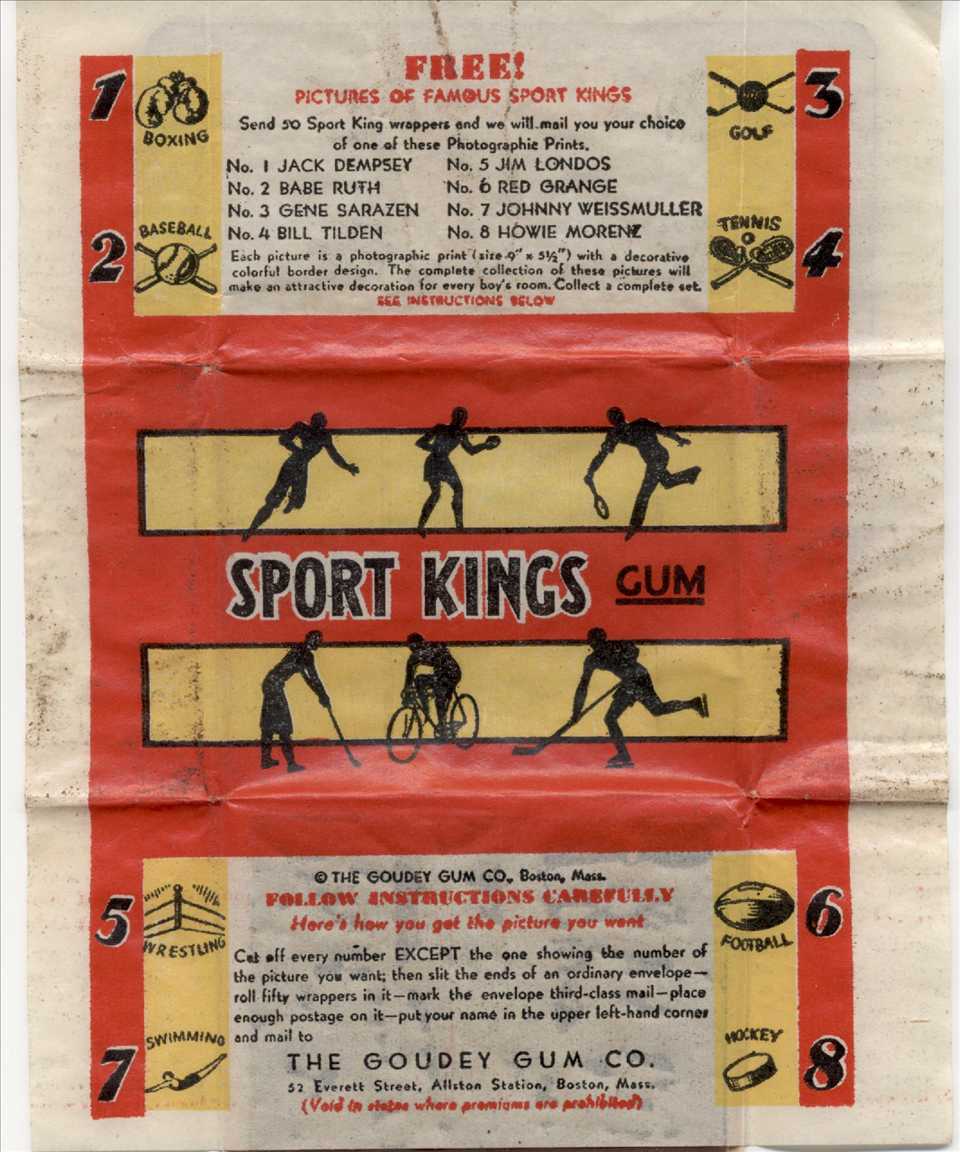 FREE!
PICTURES OF FAMOUS SPORT KINGS
Send 50 Sport King wrappers and we will mail you your choice
of one of these Photographic Prints.
No. 1 JACK DEMPSEY No. 5 JIM LONDOS
No. 2 BABE RUTH No. 6 RED GRANGE
No. 3 GENE SARAZEN No. 7 JOHNNY WEISSMULLER
No. 4 BILL TILDEN No. 8 HOWIE MORENZ
Each picture is a photographic print (size 9" x 5½") with a decorative
colorful border design. The complete collection of these pictures will
make an attractive decoration for every boy's room. Collect a complete set.
SEE INSTRUCTIONS BELOW
1 BOXING
2 BASEBALL
3 GOLF
4 TENNIS
SPORT KINGS GUM
© THE GOUDEY GUM CO., Boston, Mass.
FOLLOW INSTRUCTIONS CAREFULLY
Here's how you get the picture you want
Cut off every number EXCEPT the one showing the number of
the picture you want; then slit the ends of an ordinary envelope—
roll fifty wrappers in it—mark the envelope third-class mail—place
enough postage on it—put your name in the upper left-hand corner
and mail to
THE GOUDEY GUM CO.
52 Everett Street, Allston Station, Boston, Mass.
(Void in states where premiums are prohibited)
5 WRESTLING
6 FOOTBALL
7 SWIMMING
8 HOCKEY